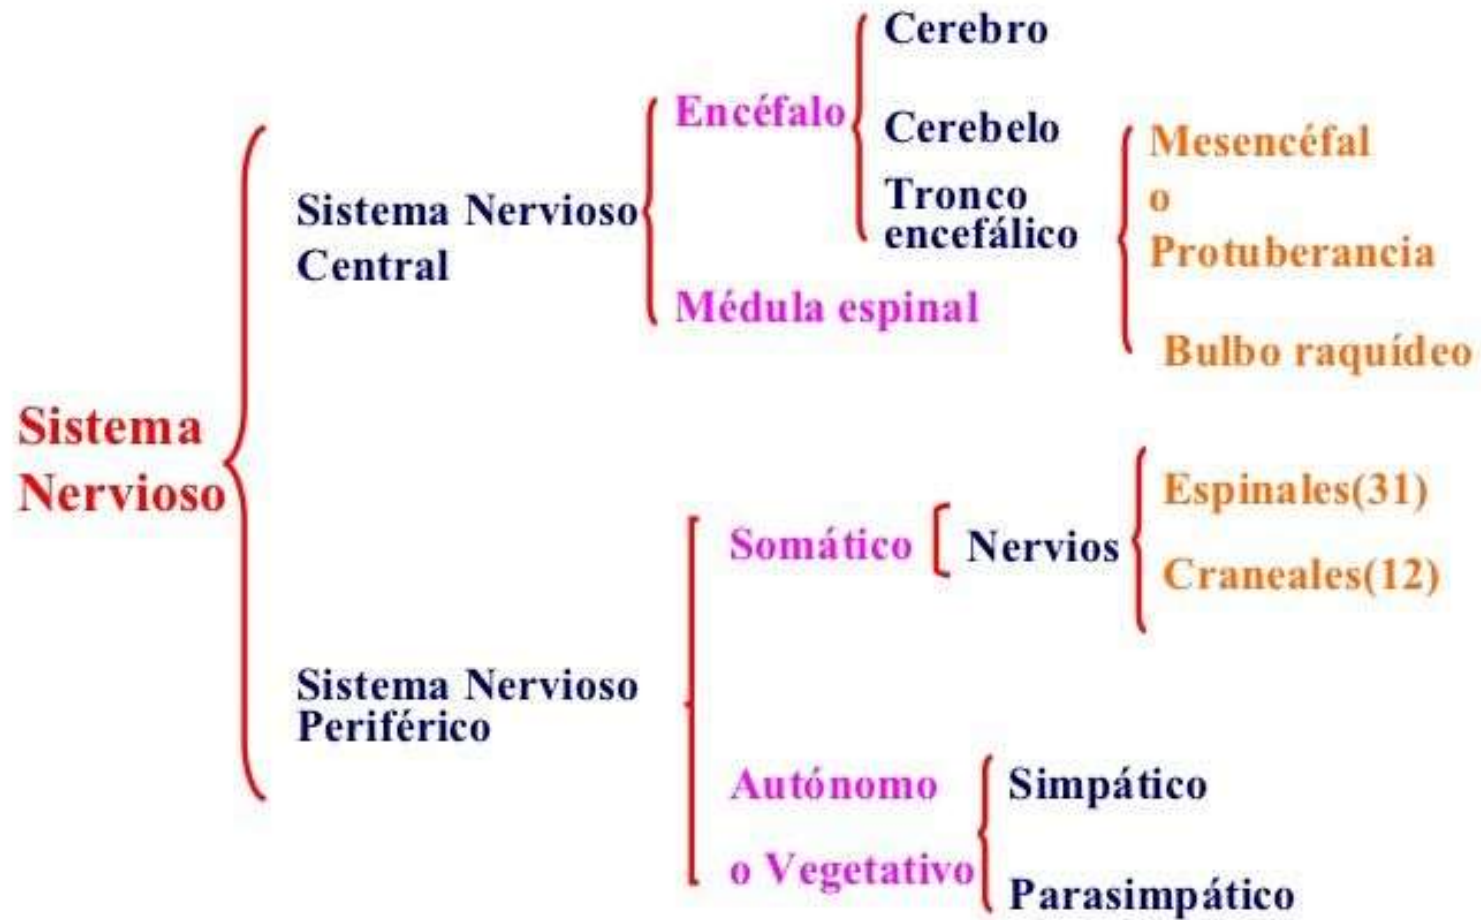 Sistema
Nervioso
Sistema Nervioso
Central
Encéfalo
Cerebro
Cerebelo
Tronco
encefálico
Mesencéfal
o
Protuberancia
Bulbo raquídeo
Médula espinal
Sistema Nervioso
Periférico
Somático
Nervios
Espinales(31)
Craneales(12)
Autónomo
o Vegetativo
Simpático
Parasimpático